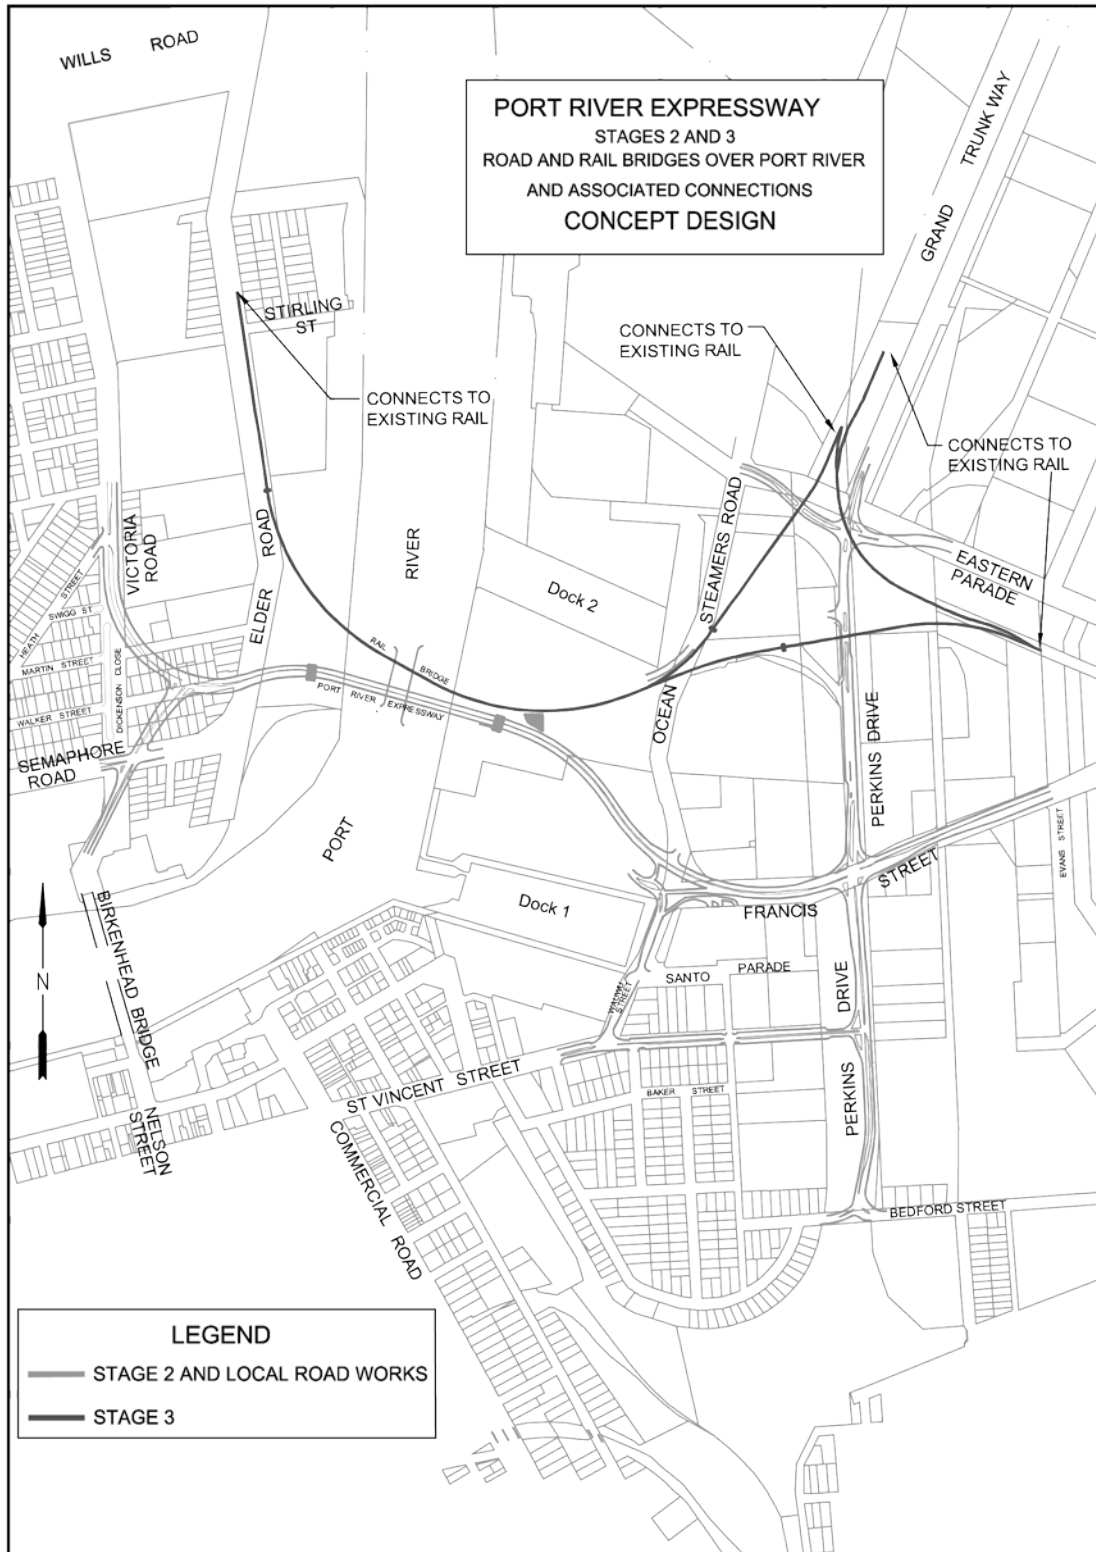 WILLS ROAD
PORT RIVER EXPRESSWAY
STAGES 2 AND 3
ROAD AND RAIL BRIDGES OVER PORT RIVER
AND ASSOCIATED CONNECTIONS
CONCEPT DESIGN
GRAND TRUNK WAY
STIRLING
ST
CONNECTS TO
EXISTING RAIL
CONNECTS TO
EXISTING RAIL
CONNECTS TO
EXISTING RAIL
VICTORIA
ROAD
ELDER ROAD
RIVER
Dock 2
STEAMERS ROAD
EASTERN
PARADE
HEATH STREET
SWIGG ST
MARTIN STREET
WALKER STREET
DICKENSON CLOSE
RAIL BRIDGE
PORT RIVER EXPRESSWAY
OCEAN
PERKINS DRIVE
SEMAPHORE
ROAD
PORT
STREET
EVANS STREET
BIRKENHEAD BRIDGE
Dock 1
FRANCIS
N
SANTO PARADE
DRIVE
WAUWI
STREET
ST VINCENT STREET
BAKER STREET
PERKINS
NELSON
STREET
COMMERCIAL ROAD
BEDFORD STREET
LEGEND
STAGE 2 AND LOCAL ROAD WORKS
STAGE 3